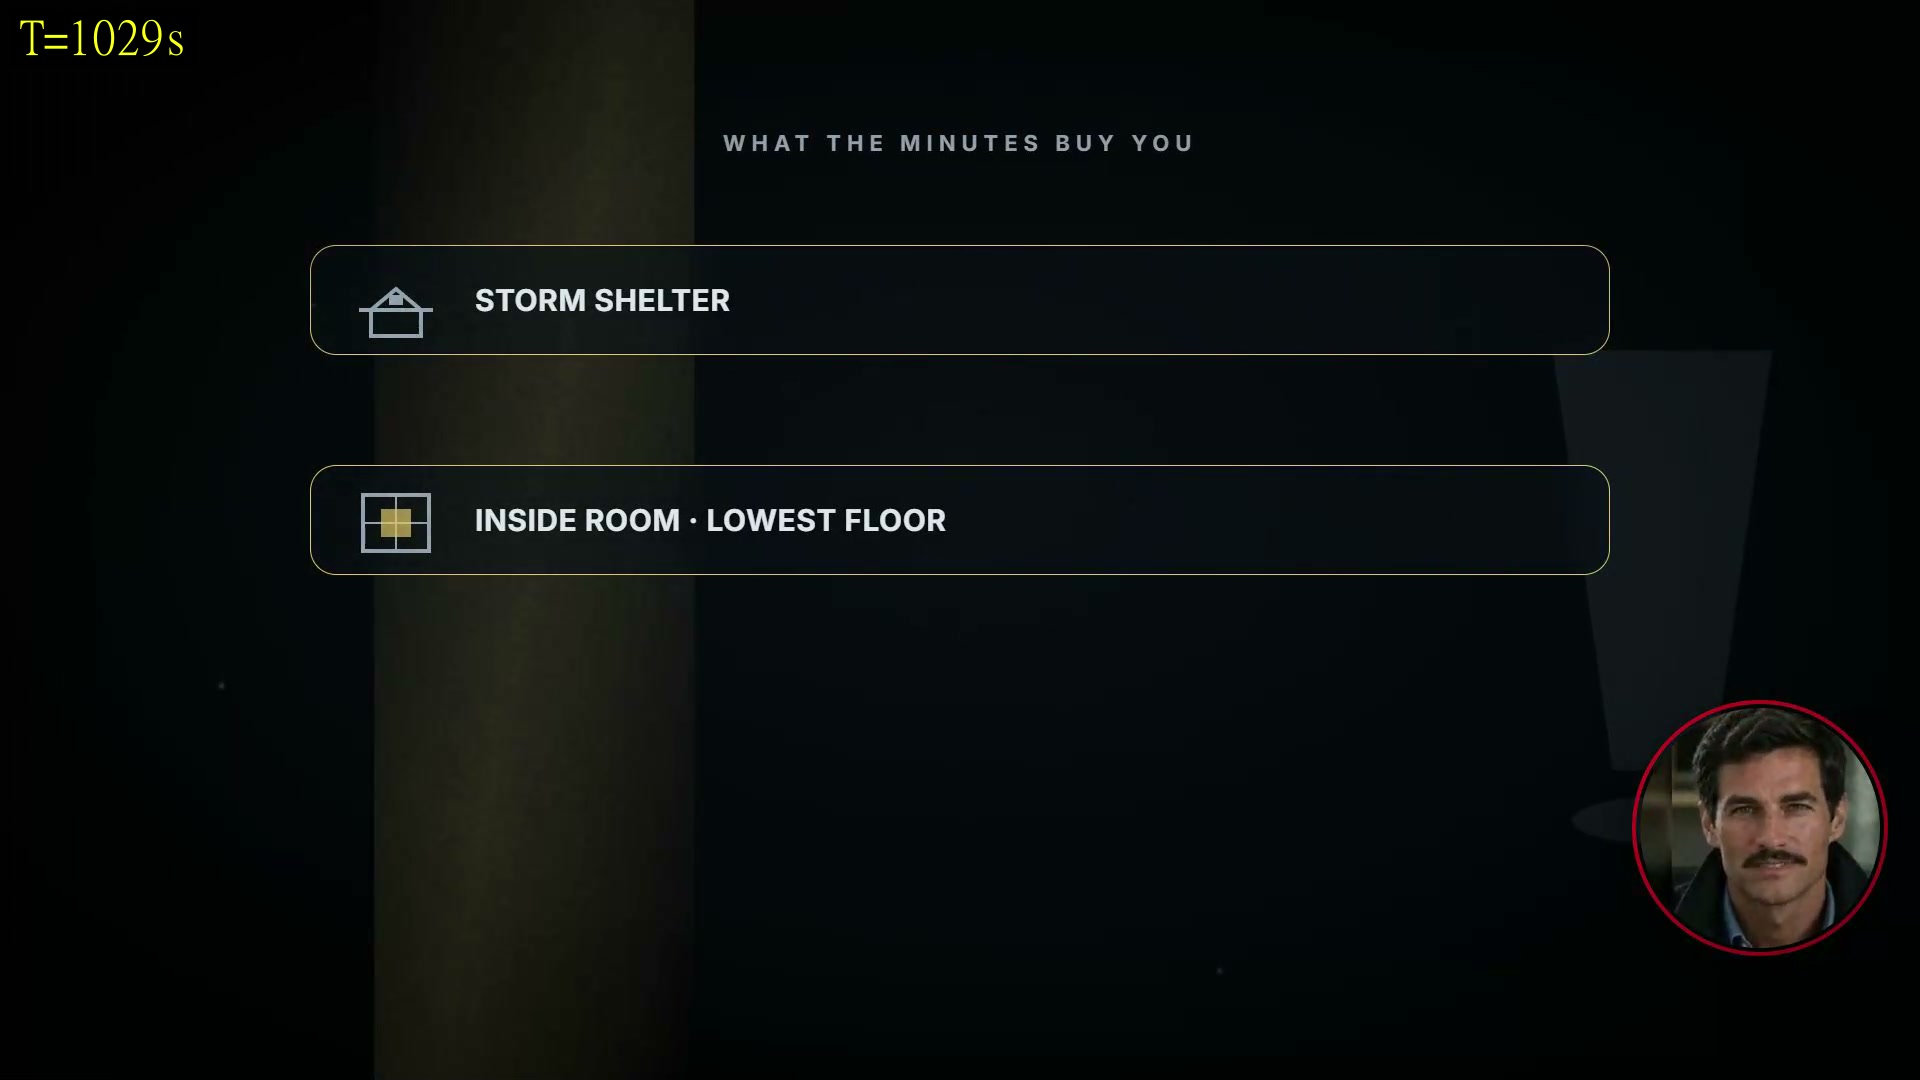 T=1029s
WHAT THE MINUTES BUY YOU
STORM SHELTER
INSIDE ROOM · LOWEST FLOOR